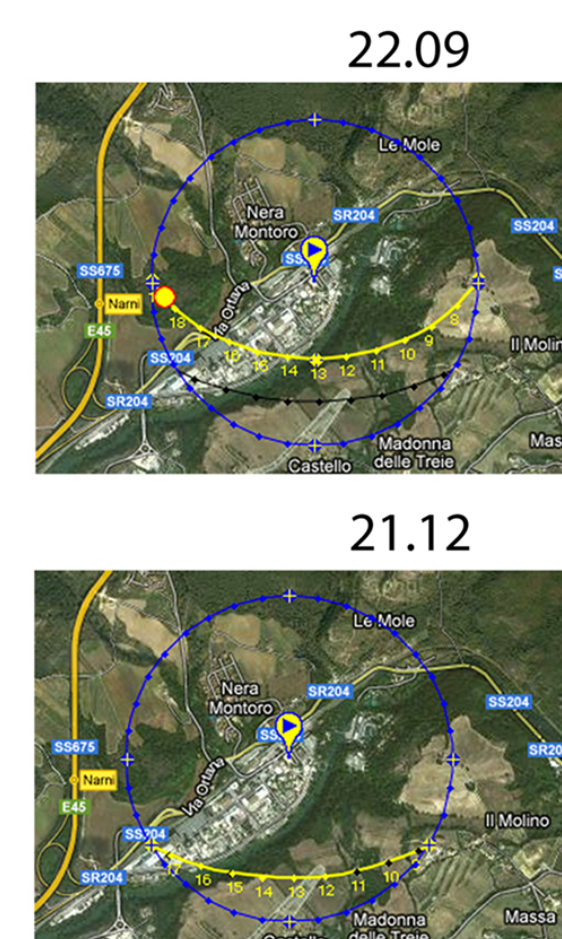 22.09
Le Mole
Nera
Montoro
SR204
SS204
SS675
Narni
Via Ortana
E45
18
17
16
15
14
13
12
11
10
9
8
SS204
SR204
Il Molin
Madonna
delle Treie
Castello
Mas
21.12
Le Mole
Nera
Montoro
SR204
SS204
SS675
SR20
Narni
Via Ortana
E45
SS204
Il Molino
SR204
16
15
14
13
12
11
10
Madonna
delle Treie
Massa